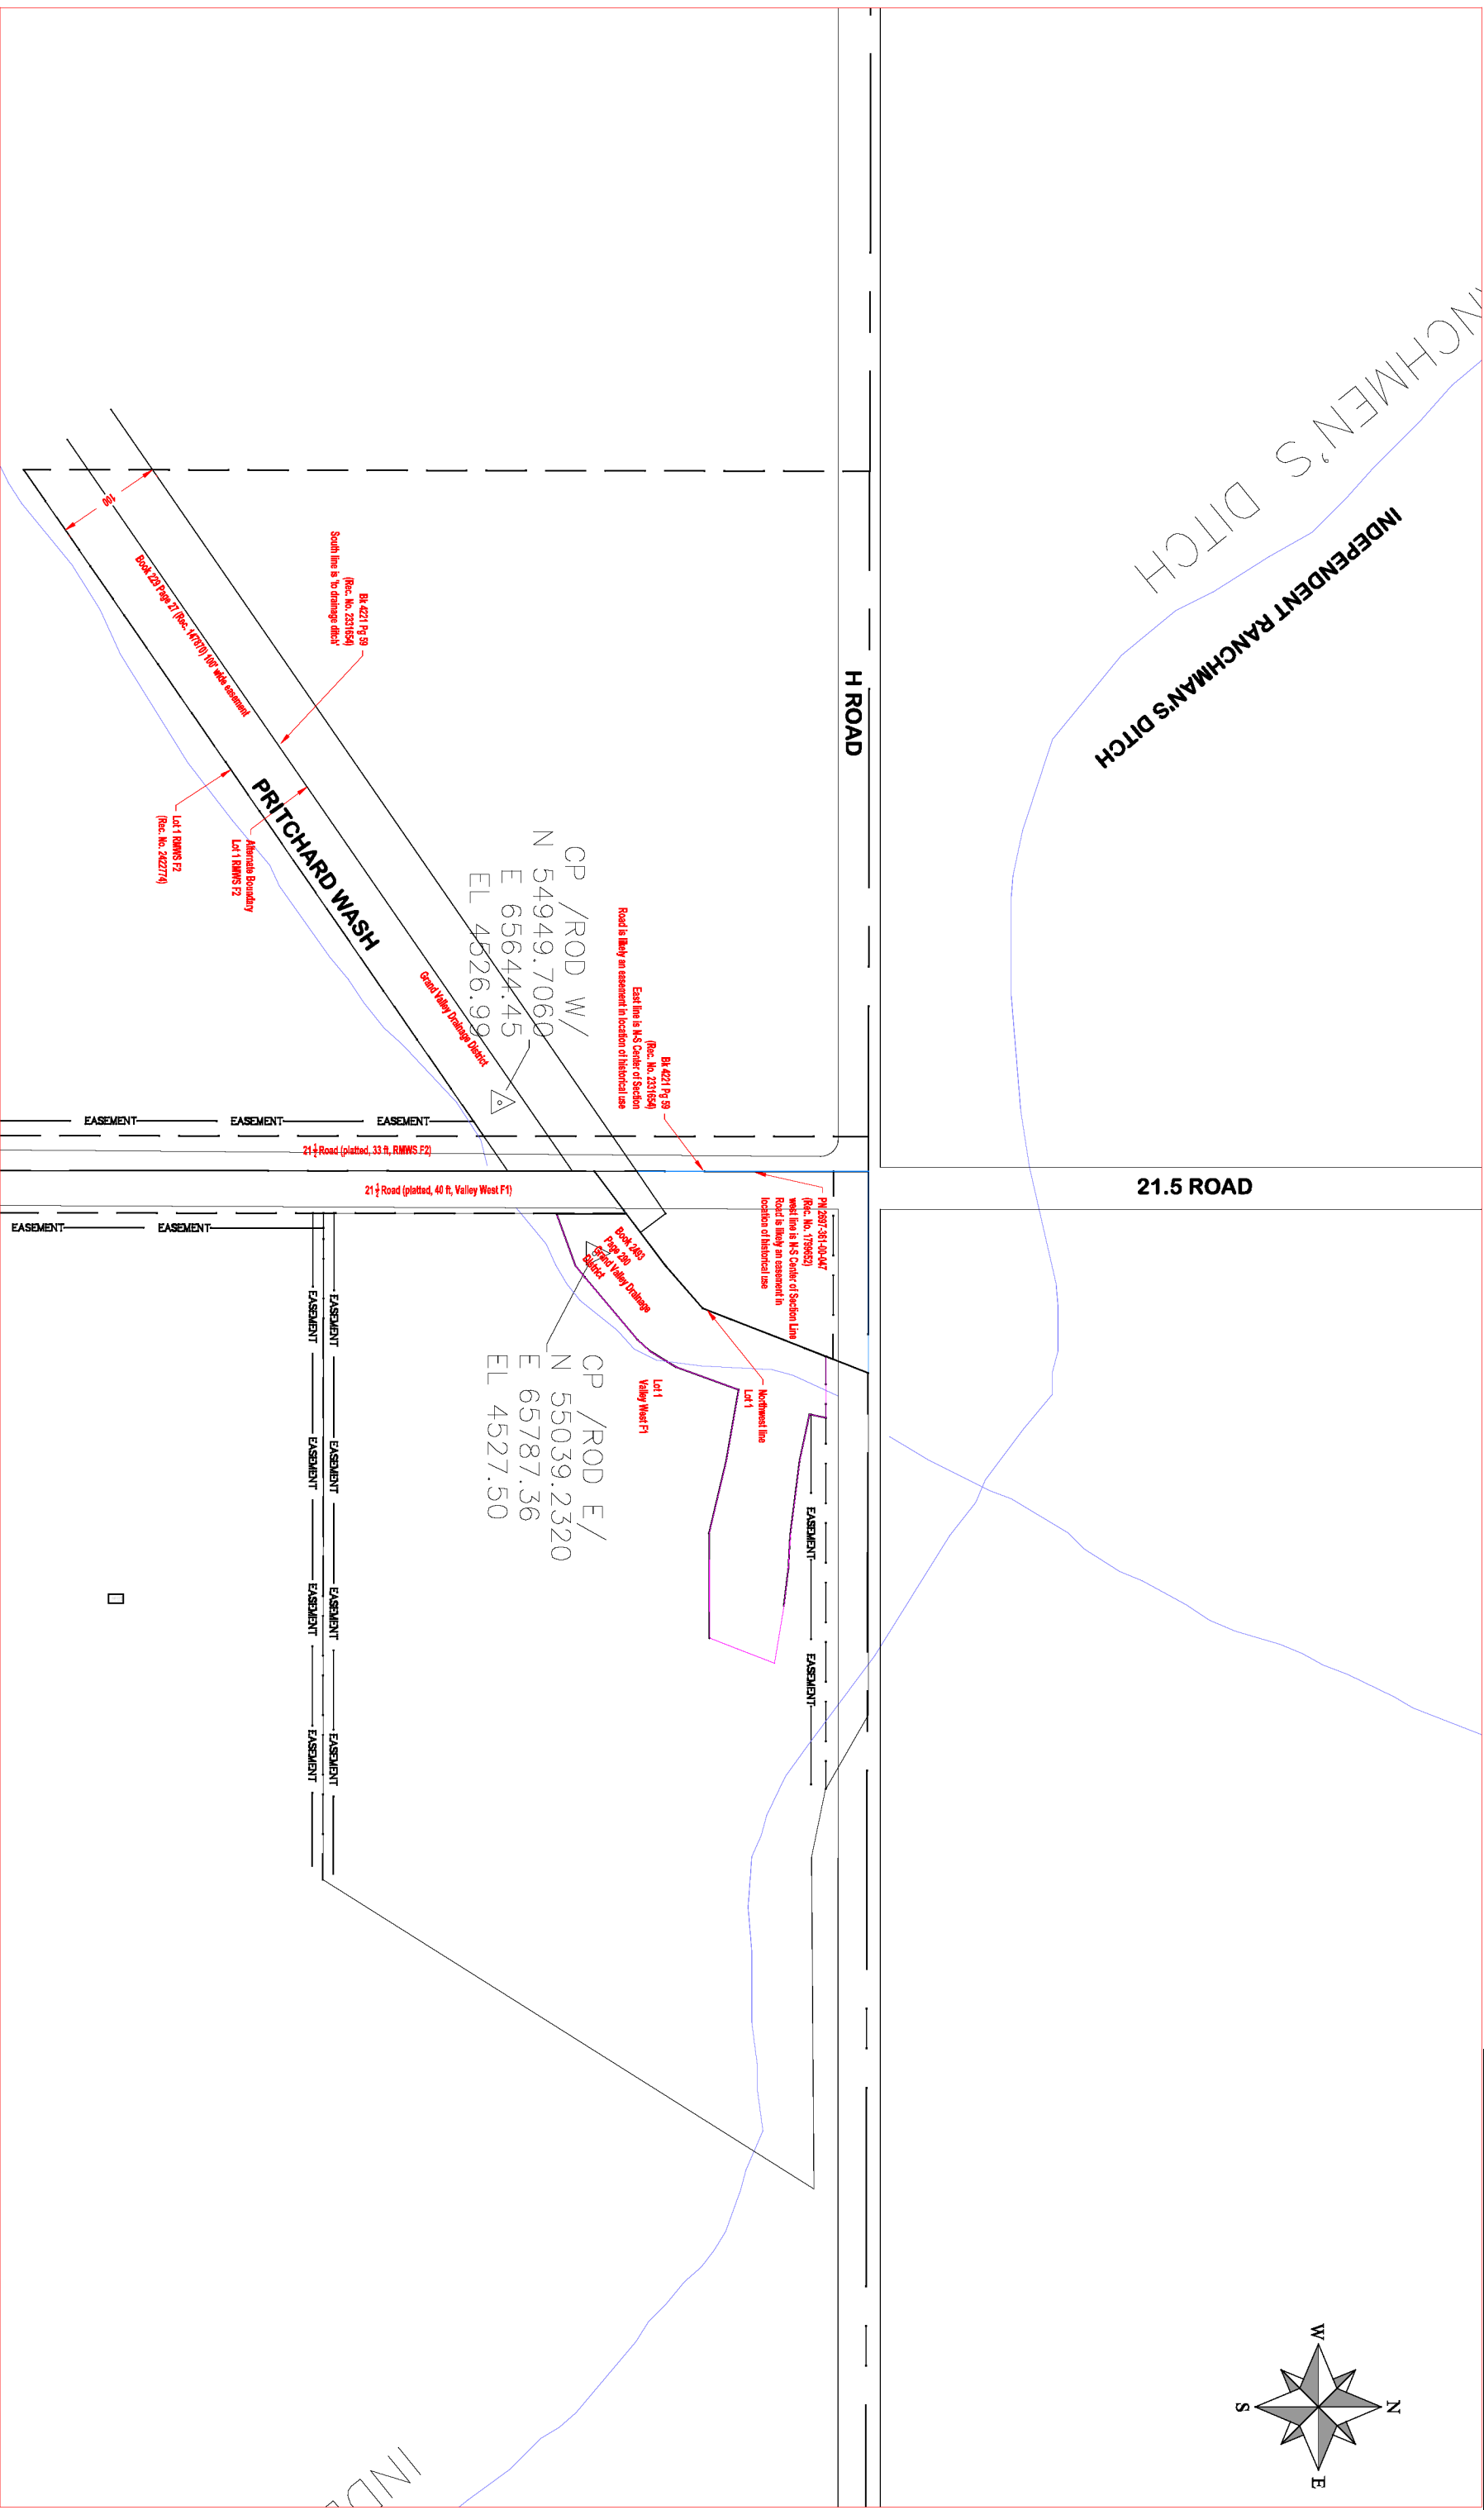 NCHMEN'S DITCH
INDEPENDENT RANCHMAN'S DITCH
H ROAD
21.5 ROAD
W
N
S
E
100
Book 229 Page 27 (Rec. 147870) 100' wide easement
Bk 4221 Pg 59
(Rec. No. 2331654)
South line is 'to drainage ditch'
PRITCHARD WASH
Alternate Boundary
Lot 1 RMWS F2
Lot 1 RMWS F2
(Rec. No. 2422774)
Grand Valley Drainage District
CP /ROD W/
N 54949.7060
E 65644.45
EL 4526.99
Bk 4221 Pg 59
(Rec. No. 2331654)
East line is N-S Center of Section
Road is likely an easement in location of historical use
PN 2697-361-00-047
(Rec. No. 1799652)
west line is N-S Center of Section Line
Road is likely an easement in
location of historical use
EASEMENT
EASEMENT
EASEMENT
21½ Road (platted, 33 ft, RMWS F2)
21½ Road (platted, 40 ft, Valley West F1)
EASEMENT
EASEMENT
Book 2493
Page 290
Grand Valley Drainage
District
Northwest line
Lot 1
Lot 1
Valley West F1
CP /ROD E/
N 55039.2320
E 65787.36
EL 4527.50
EASEMENT
EASEMENT
EASEMENT
EASEMENT
EASEMENT
EASEMENT
EASEMENT
EASEMENT
EASEMENT
EASEMENT
IND